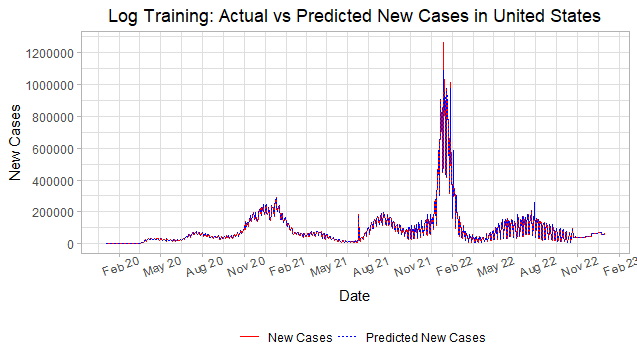 Log Training: Actual vs Predicted New Cases in United States
1200000
1000000
800000
600000
400000
200000
0
New Cases
Feb 20 May 20 Aug 20 Nov 20 Feb 21 May 21 Aug 21 Nov 21 Feb 22 May 22 Aug 22 Nov 22 Feb 23
Date
New Cases Predicted New Cases